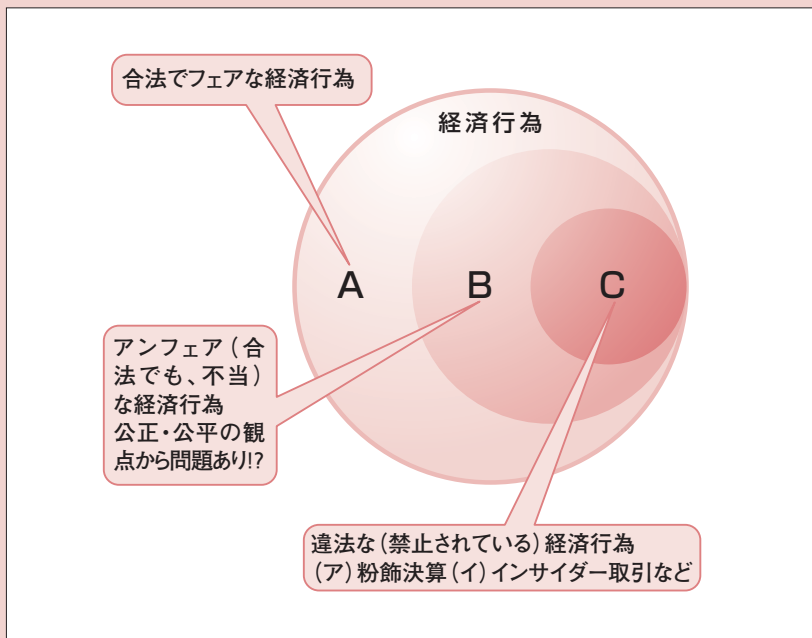 合法でフェアな経済行為
経済行為
A
B
C
アンフェア(合
法でも、不当)
な経済行為
公正・公平の観
点から問題あり!?
違法な(禁止されている)経済行為
(ア)粉飾決算(イ)インサイダー取引など